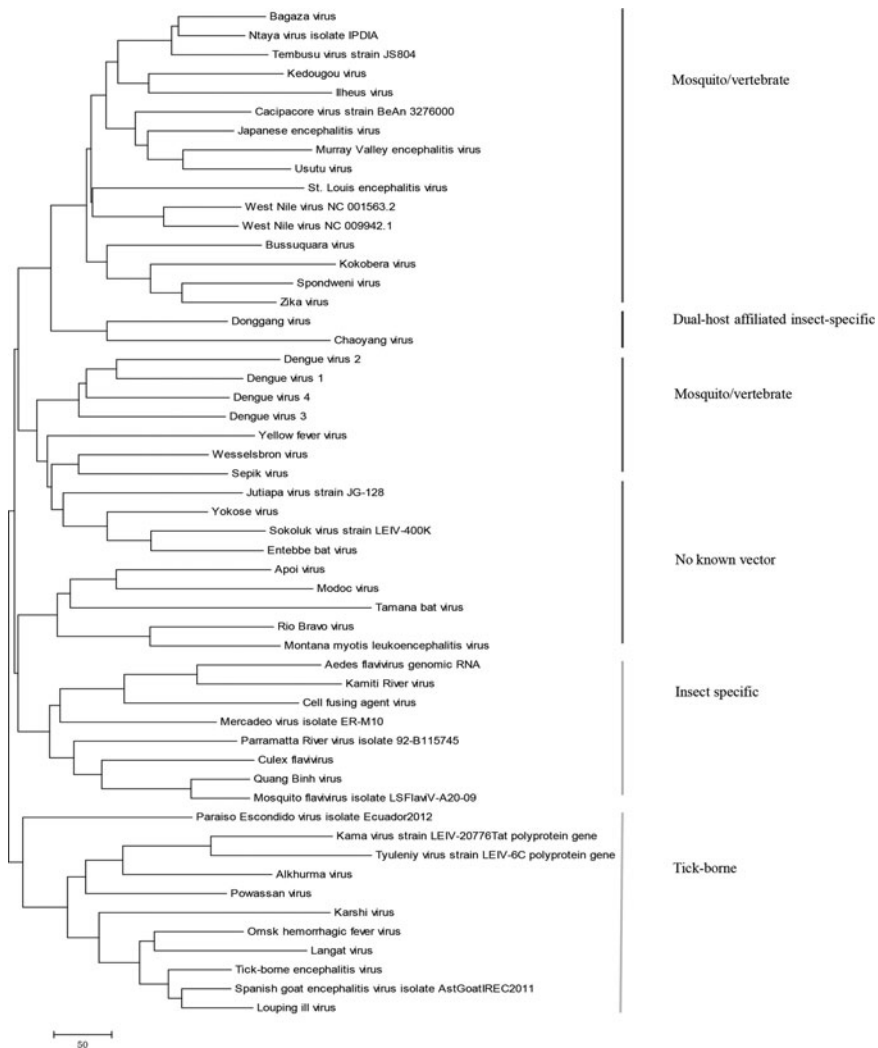 Bagaza virus
Ntaya virus isolate IPDIA
Tembusu virus strain JS804
Kedougou virus
Ilheus virus
Cacipacore virus strain BeAn 3276000
Japanese encephalitis virus
Murray Valley encephalitis virus
Usutu virus
St. Louis encephalitis virus
West Nile virus NC 001563.2
West Nile virus NC 009942.1
Bussuquara virus
Kokobera virus
Spondweni virus
Zika virus
Mosquito/vertebrate
Donggang virus
Chaoyang virus
Dual-host affiliated insect-specific
Dengue virus 2
Dengue virus 1
Dengue virus 4
Dengue virus 3
Yellow fever virus
Wesselsbron virus
Sepik virus
Mosquito/vertebrate
Jutiapa virus strain JG-128
Yokose virus
Sokoluk virus strain LEIV-400K
Entebbe bat virus
Apoi virus
Modoc virus
Tamana bat virus
Rio Bravo virus
Montana myotis leukoencephalitis virus
No known vector
Aedes flavivirus genomic RNA
Kamiti River virus
Cell fusing agent virus
Mercadeo virus isolate ER-M10
Parramatta River virus isolate 92-B115745
Culex flavivirus
Quang Binh virus
Mosquito flavivirus isolate LSFlaviV-A20-09
Insect specific
Paraiso Escondido virus isolate Ecuador2012
Kama virus strain LEIV-20776Tat polyprotein gene
Tyuleniy virus strain LEIV-6C polyprotein gene
Alkhurma virus
Powassan virus
Karshi virus
Omsk hemorrhagic fever virus
Langat virus
Tick-borne encephalitis virus
Spanish goat encephalitis virus isolate AstGoatIREC2011
Louping ill virus
Tick-borne
50